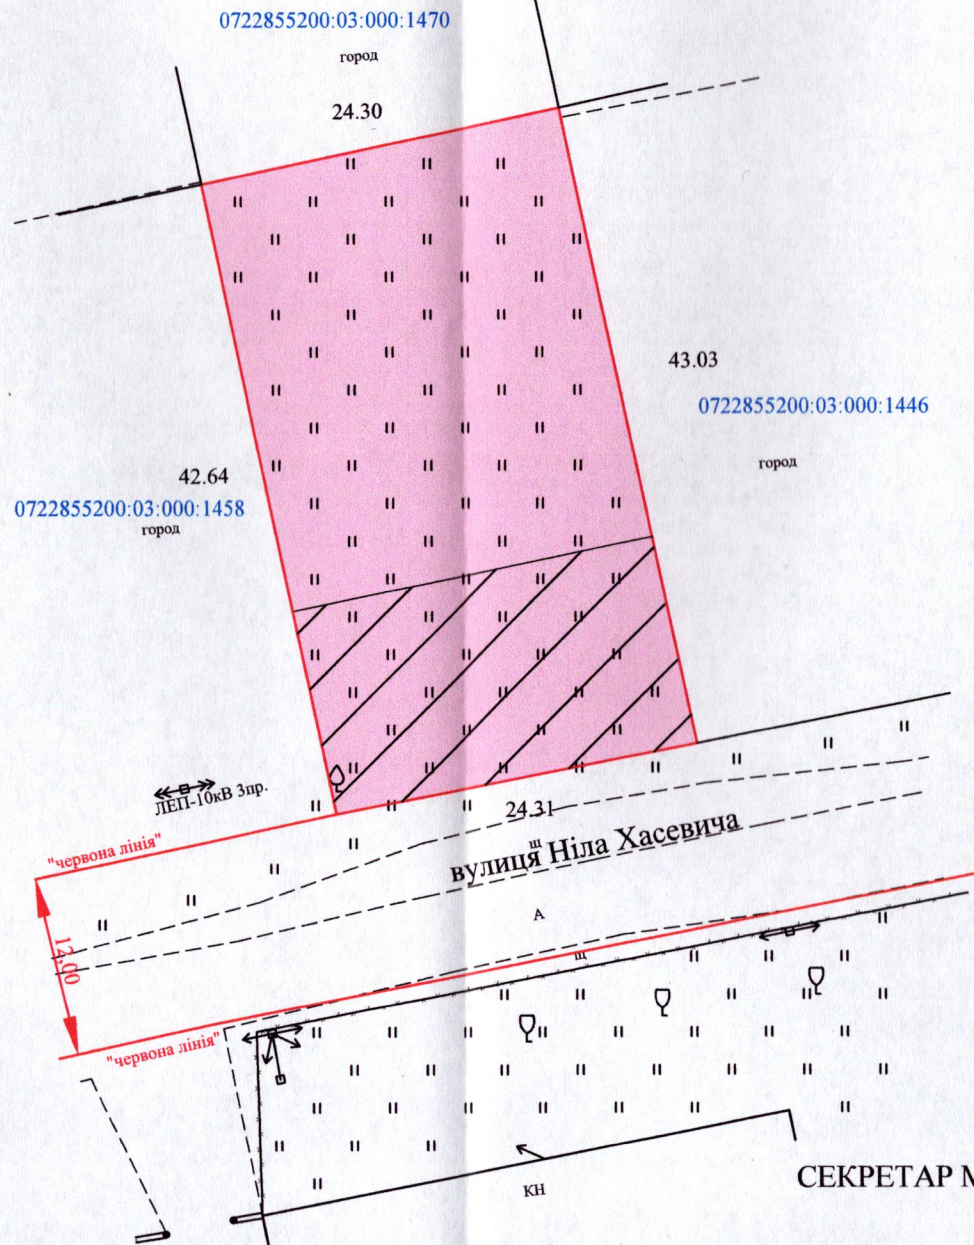 0722855200:03:000:1470
город
24.30
43.03
0722855200:03:000:1446
город
42.64
0722855200:03:000:1458
город
ЛЕП-10кВ 3пр.
24.31
"червона лінія"
щ
вулиця Ніла Хасевича
А
12,00
щ
"червона лінія"
СЕКРЕТАР М
КН